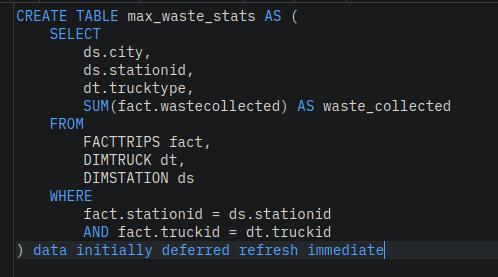 CREATE TABLE max_waste_stats AS (
SELECT
ds.city,
ds.stationid,
dt.trucktype,
SUM(fact.wastecollected) AS waste_collected
FROM
FACTTRIPS fact,
DIMTRUCK dt,
DIMSTATION ds
WHERE
fact.stationid = ds.stationid
AND fact.truckid = dt.truckid
) data initially deferred refresh immediate